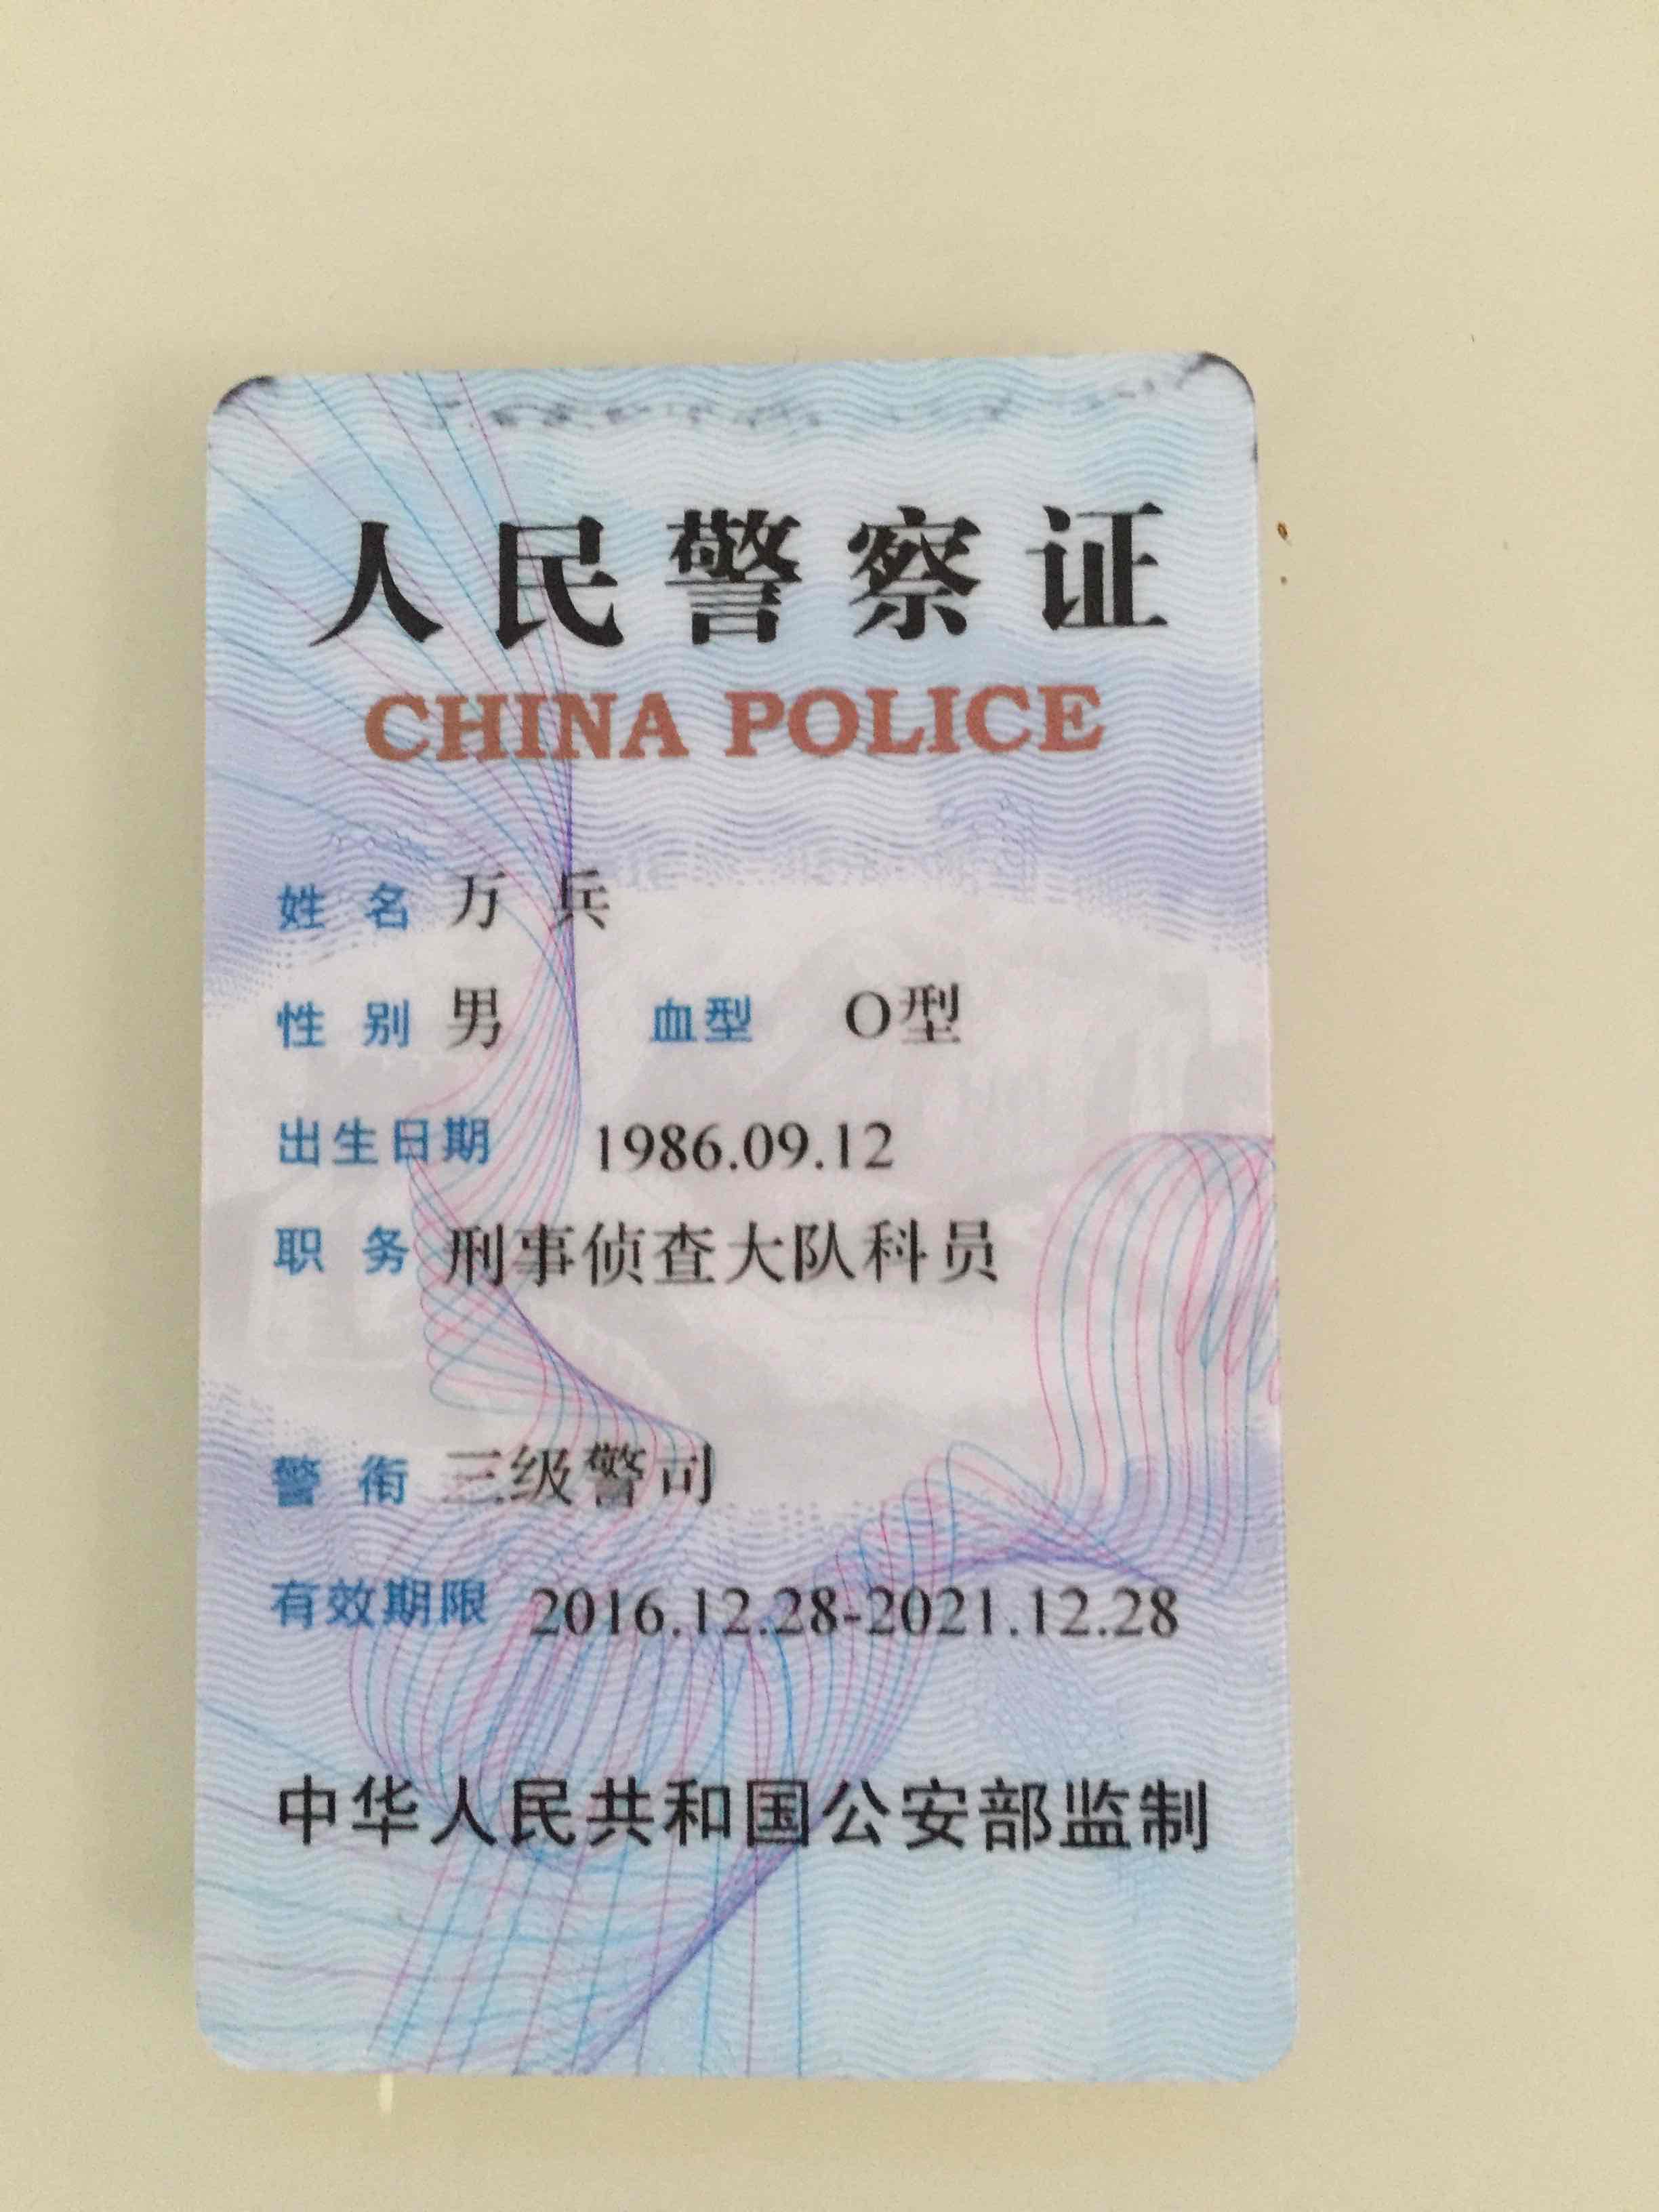 人民警察证
CHINA POLICE
姓名 万兵
性别 男 血型 O型
出生日期 1986.09.12
职务 刑事侦查大队科员
警衔 三级警司
有效期限 2016.12.28-2021.12.28
中华人民共和国公安部监制